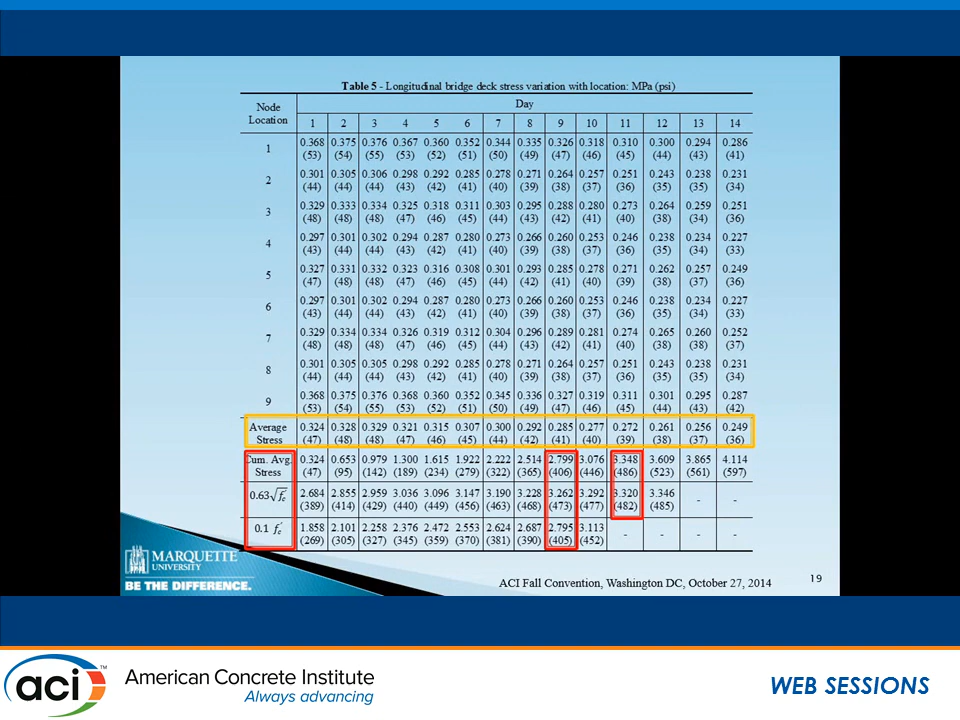 Table 5 - Longitudinal bridge deck stress variation with location: MPa (psi)
Node Location Day
1 2 3 4 5 6 7 8 9 10 11 12 13 14
1 0.368 0.375 0.376 0.367 0.360 0.352 0.344 0.335 0.326 0.318 0.310 0.300 0.294 0.286
(53) (54) (55) (53) (52) (51) (50) (49) (47) (46) (45) (44) (43) (41)
2 0.301 0.305 0.306 0.298 0.292 0.285 0.278 0.271 0.264 0.257 0.251 0.243 0.238 0.231
(44) (44) (44) (43) (42) (41) (40) (39) (38) (37) (36) (35) (35) (34)
3 0.329 0.333 0.334 0.325 0.318 0.311 0.303 0.295 0.288 0.280 0.273 0.264 0.259 0.251
(48) (48) (48) (47) (46) (45) (44) (43) (42) (41) (40) (38) (34) (36)
4 0.297 0.301 0.302 0.294 0.287 0.280 0.273 0.266 0.260 0.253 0.246 0.238 0.234 0.227
(43) (44) (44) (43) (42) (41) (40) (39) (38) (37) (36) (35) (34) (33)
5 0.327 0.331 0.332 0.323 0.316 0.308 0.301 0.293 0.285 0.278 0.271 0.262 0.257 0.249
(47) (48) (48) (47) (46) (45) (44) (42) (41) (40) (39) (38) (37) (36)
6 0.297 0.301 0.302 0.294 0.287 0.280 0.273 0.266 0.260 0.253 0.246 0.238 0.234 0.227
(43) (44) (44) (43) (42) (41) (40) (39) (38) (37) (36) (35) (34) (33)
7 0.329 0.334 0.334 0.326 0.319 0.312 0.304 0.296 0.289 0.281 0.274 0.265 0.260 0.252
(48) (48) (48) (47) (46) (45) (44) (43) (42) (41) (40) (38) (38) (37)
8 0.301 0.305 0.305 0.298 0.292 0.285 0.278 0.271 0.264 0.257 0.251 0.243 0.238 0.231
(44) (44) (44) (43) (42) (41) (40) (39) (38) (37) (36) (35) (35) (34)
9 0.368 0.375 0.376 0.368 0.360 0.352 0.345 0.336 0.327 0.319 0.311 0.301 0.295 0.287
(53) (54) (55) (53) (52) (51) (50) (49) (47) (46) (45) (44) (43) (42)
Average Stress 0.324 0.328 0.329 0.321 0.315 0.307 0.300 0.292 0.285 0.277 0.272 0.261 0.256 0.249
(47) (48) (48) (47) (46) (45) (44) (42) (41) (40) (39) (38) (37) (36)
Cum. Avg. Stress 0.324 0.653 0.979 1.300 1.615 1.922 2.222 2.514 2.799 3.076 3.348 3.609 3.865 4.114
(47) (95) (142) (189) (234) (279) (322) (365) (406) (446) (486) (523) (561) (597)
0.63√f′c 2.684 2.855 2.959 3.036 3.096 3.147 3.190 3.228 3.262 3.292 3.320 3.346 - -
(389) (414) (429) (440) (449) (456) (463) (468) (473) (477) (482) (485)
0.1 f′c 1.858 2.101 2.258 2.376 2.472 2.553 2.624 2.687 2.795 3.113 - - - -
(269) (305) (327) (345) (359) (370) (381) (390) (405) (452)
MARQUETTE
UNIVERSITY
BE THE DIFFERENCE.
ACI Fall Convention, Washington DC, October 27, 2014
19
aci™
American Concrete Institute
Always advancing
WEB SESSIONS